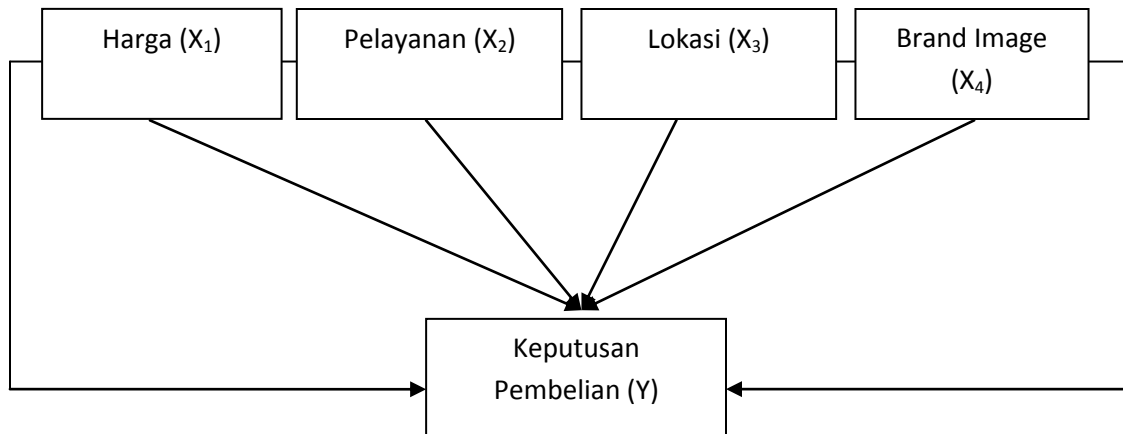 Harga (X₁)
Pelayanan (X₂)
Lokasi (X₃)
Brand Image
(X₄)
Keputusan
Pembelian (Y)